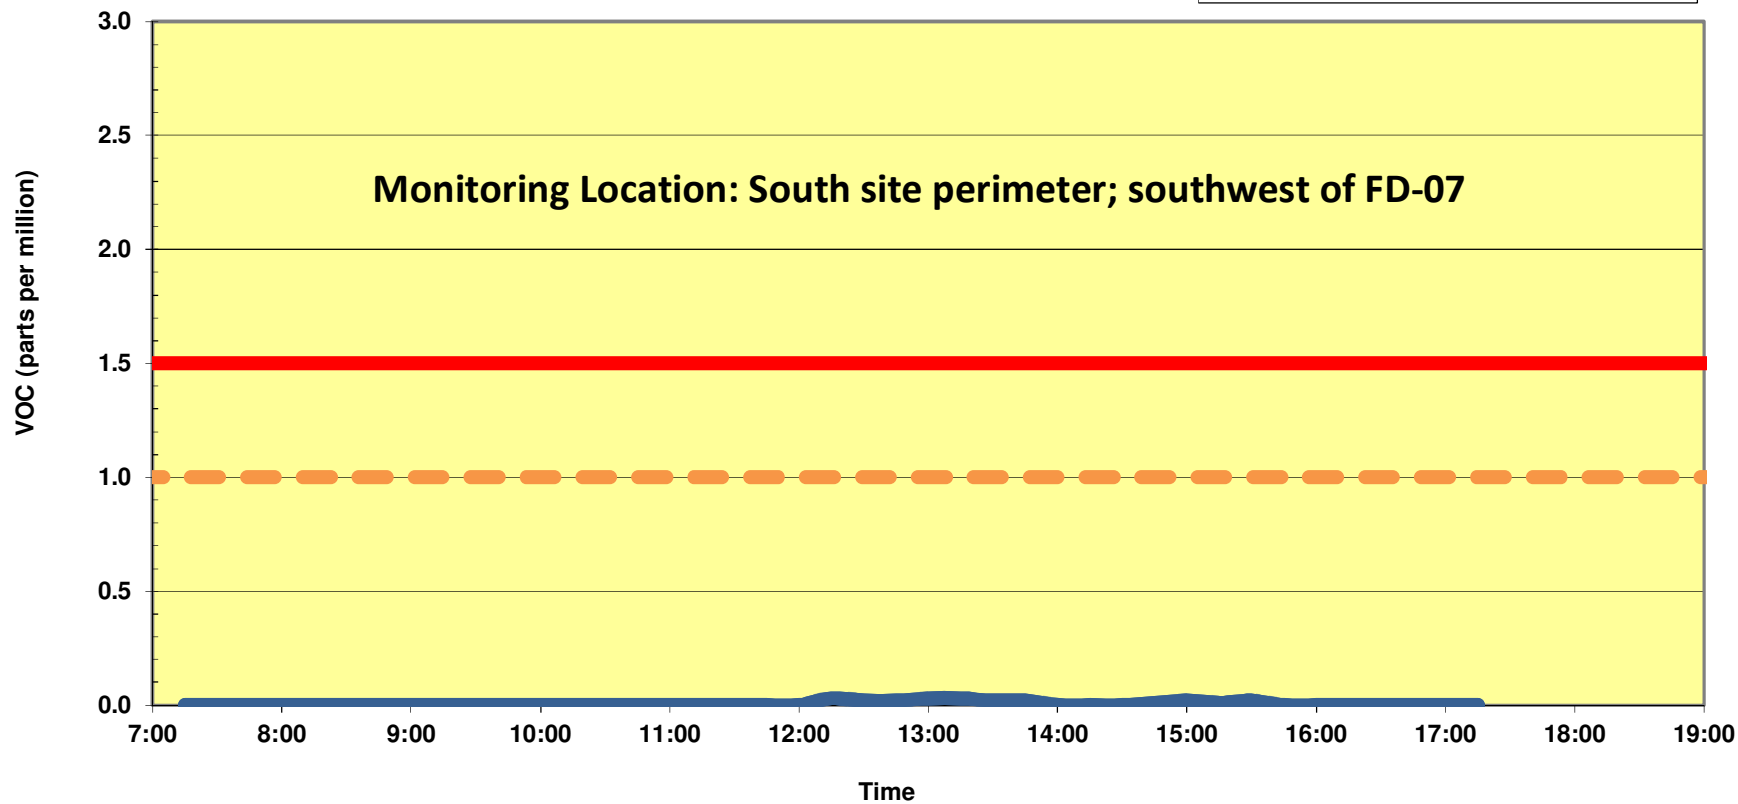 3.0
2.5
Monitoring Location: South site perimeter; southwest of FD-07
2.0
VOC (parts per million)
1.5
1.0
0.5
0.0
7:00 8:00 9:00 10:00 11:00 12:00 13:00 14:00 15:00 16:00 17:00 18:00 19:00
Time